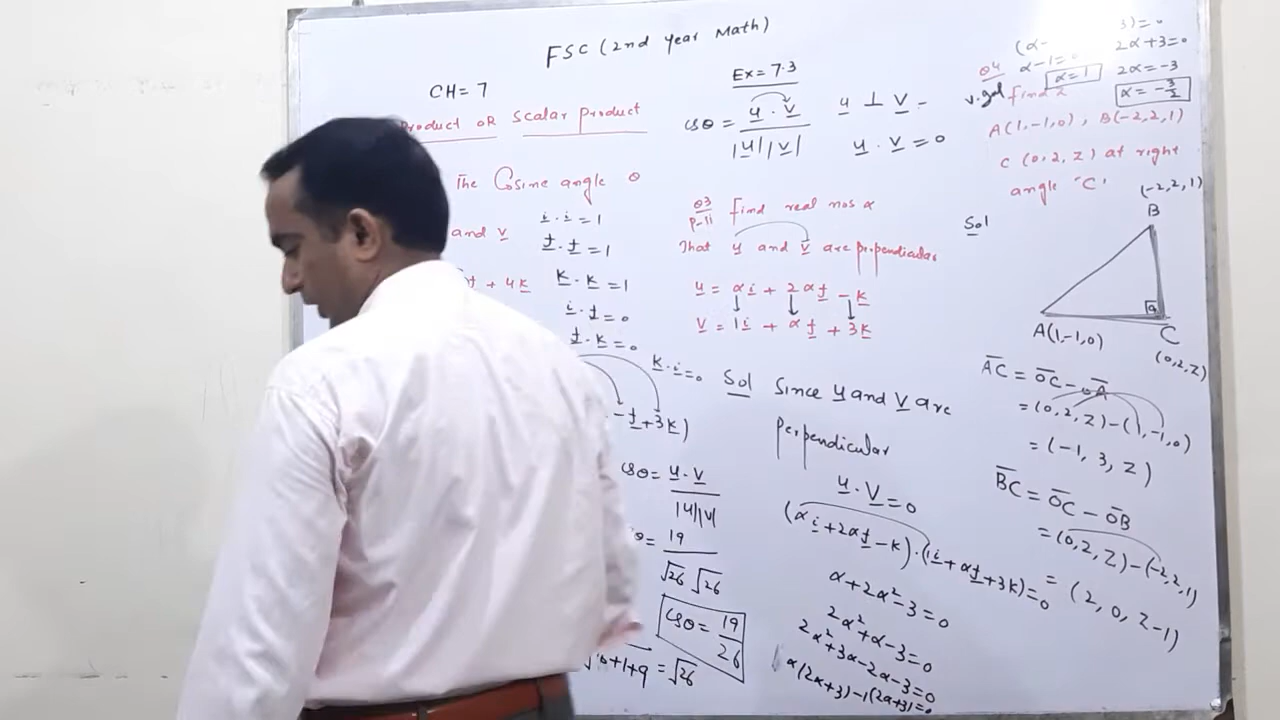 FSC (2nd Year Math)
CH = 7
Product OR Scalar product
The Cosine angle θ
and v
+ 4k
i . i = 1
j . j = 1
k . k = 1
i . j = 0
j . k = 0
k . i = 0
- j + 3k)
cosθ = u . v / |u||v|
θ = 19 / √26 √26
cosθ = 19/26
+1+9 = √26
Ex = 7.3
cosθ = u . v / |u| |v|
u ⊥ v
u . v = 0
Q3
P-11
find real nos α
That u and v are perpendicular
u = αi + 2αj - k
v = 1i + αj + 3k
Sol Since u and v are
perpendicular
u . v = 0
(αi + 2αj - k) . (1i + αj + 3k) = 0
α + 2α² - 3 = 0
2α² + α - 3 = 0
2α² + 3α - 2α - 3 = 0
α(2α+3) - 1(2α+3) = 0
(α- 3) = 0
α - 1 = 0 2α + 3 = 0
α = 1 2α = -3
α = -3/2
Q4
find z
A(1,-1,0) , B(-2,2,1)
C (0,2,z) at right
angle "C"
Sol
(-2,2,1)
B
A(1,-1,0)
C
(0,2,z)
AC = OC - OA
= (0,2,z) - (1,-1,0)
= (-1, 3, z)
BC = OC - OB
= (0,2,z) - (-2,2,1)
= (2, 0, z-1)